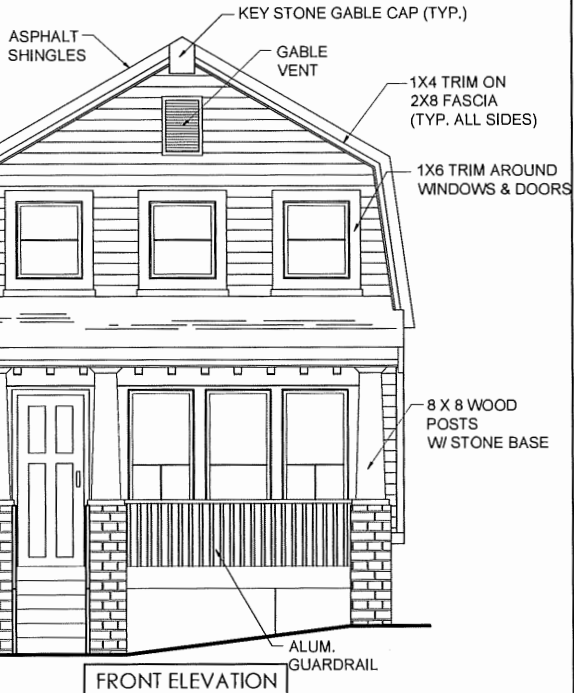 KEY STONE GABLE CAP (TYP.)
ASPHALT
SHINGLES
GABLE
VENT
1X4 TRIM ON
2X8 FASCIA
(TYP. ALL SIDES)
1X6 TRIM AROUND
WINDOWS & DOORS
8 X 8 WOOD
POSTS
W/ STONE BASE
ALUM.
GUARDRAIL
FRONT ELEVATION